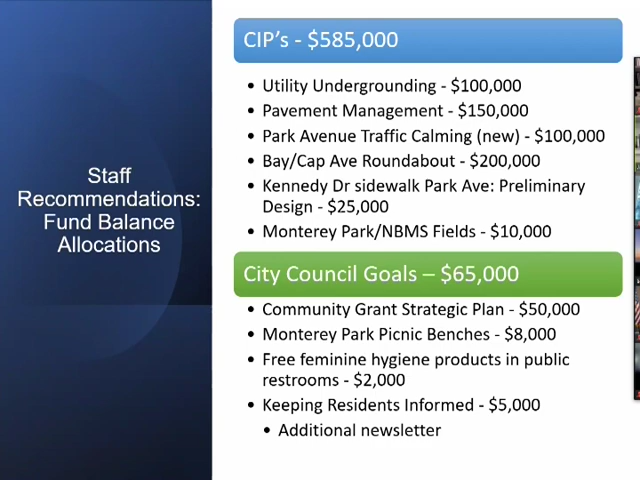 Staff
Recommendations:
Fund Balance
Allocations
CIP's - $585,000
• Utility Undergrounding - $100,000
• Pavement Management - $150,000
• Park Avenue Traffic Calming (new) - $100,000
• Bay/Cap Ave Roundabout - $200,000
• Kennedy Dr sidewalk Park Ave: Preliminary
Design - $25,000
• Monterey Park/NBMS Fields - $10,000
City Council Goals – $65,000
• Community Grant Strategic Plan - $50,000
• Monterey Park Picnic Benches - $8,000
• Free feminine hygiene products in public
restrooms - $2,000
• Keeping Residents Informed - $5,000
• Additional newsletter